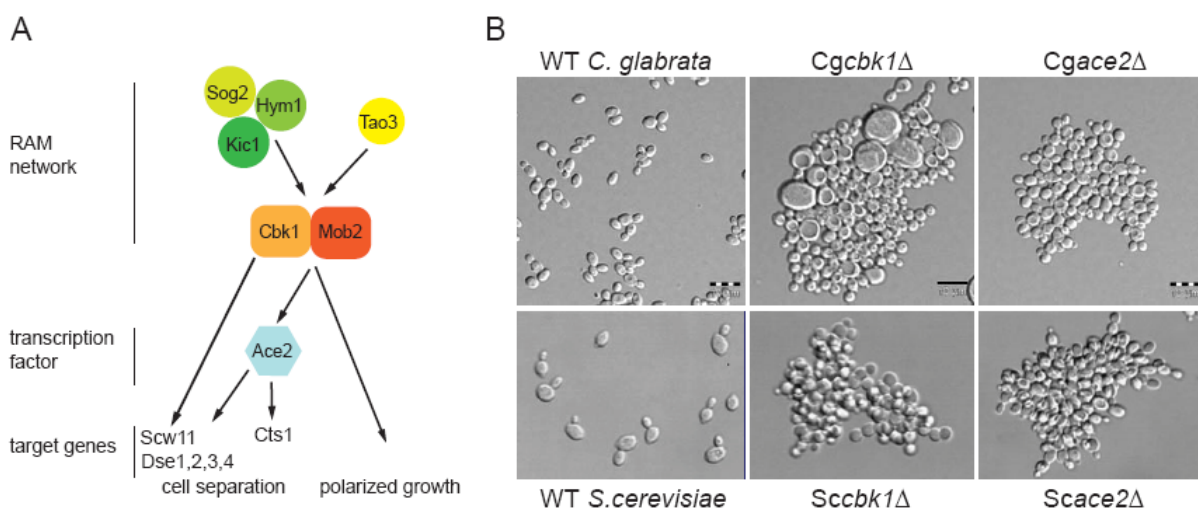 A
Sog2
Hym1
Kic1
Tao3
RAM
network
Cbk1
Mob2
transcription
factor
Ace2
target genes
Scw11
Dse1,2,3,4
Cts1
cell separation
polarized growth
B
WT C. glabrata
Cgcbk1Δ
Cgace2Δ
WT S.cerevisiae
Sccbk1Δ
Scace2Δ